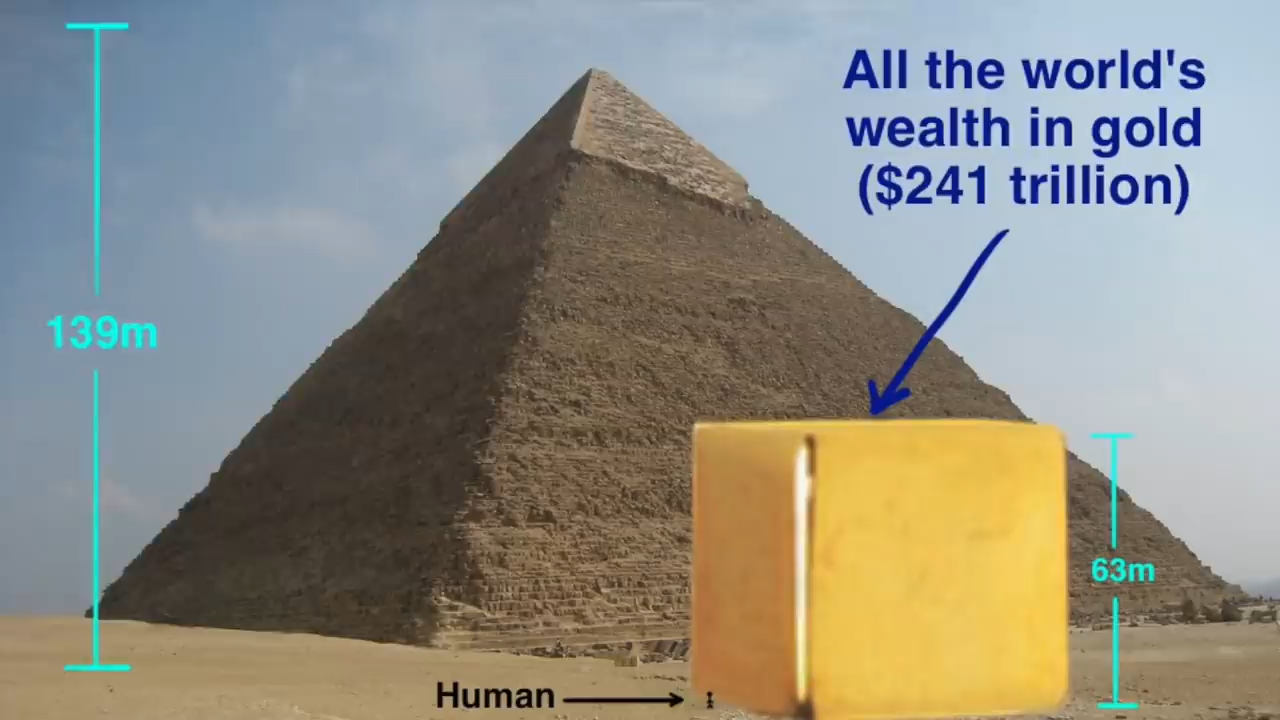 All the world's
wealth in gold
($241 trillion)
139m
63m
Human